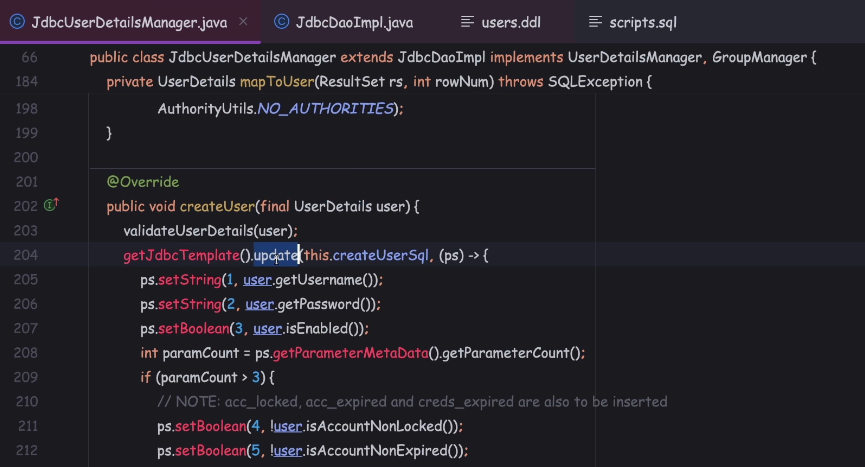 JdbcUserDetailsManager.java JdbcDaoImpl.java users.ddl scripts.sql
66 public class JdbcUserDetailsManager extends JdbcDaoImpl implements UserDetailsManager, GroupManager {
184 private UserDetails mapToUser(ResultSet rs, int rowNum) throws SQLException {
198 AuthorityUtils.NO_AUTHORITIES);
199 }
200
201 @Override
202 public void createUser(final UserDetails user) {
203 validateUserDetails(user);
204 getJdbcTemplate().update(this.createUserSql, (ps) -> {
205 ps.setString(1, user.getUsername());
206 ps.setString(2, user.getPassword());
207 ps.setBoolean(3, user.isEnabled());
208 int paramCount = ps.getParameterMetaData().getParameterCount();
209 if (paramCount > 3) {
210 // NOTE: acc_locked, acc_expired and creds_expired are also to be inserted
211 ps.setBoolean(4, !user.isAccountNonLocked());
212 ps.setBoolean(5, !user.isAccountNonExpired());